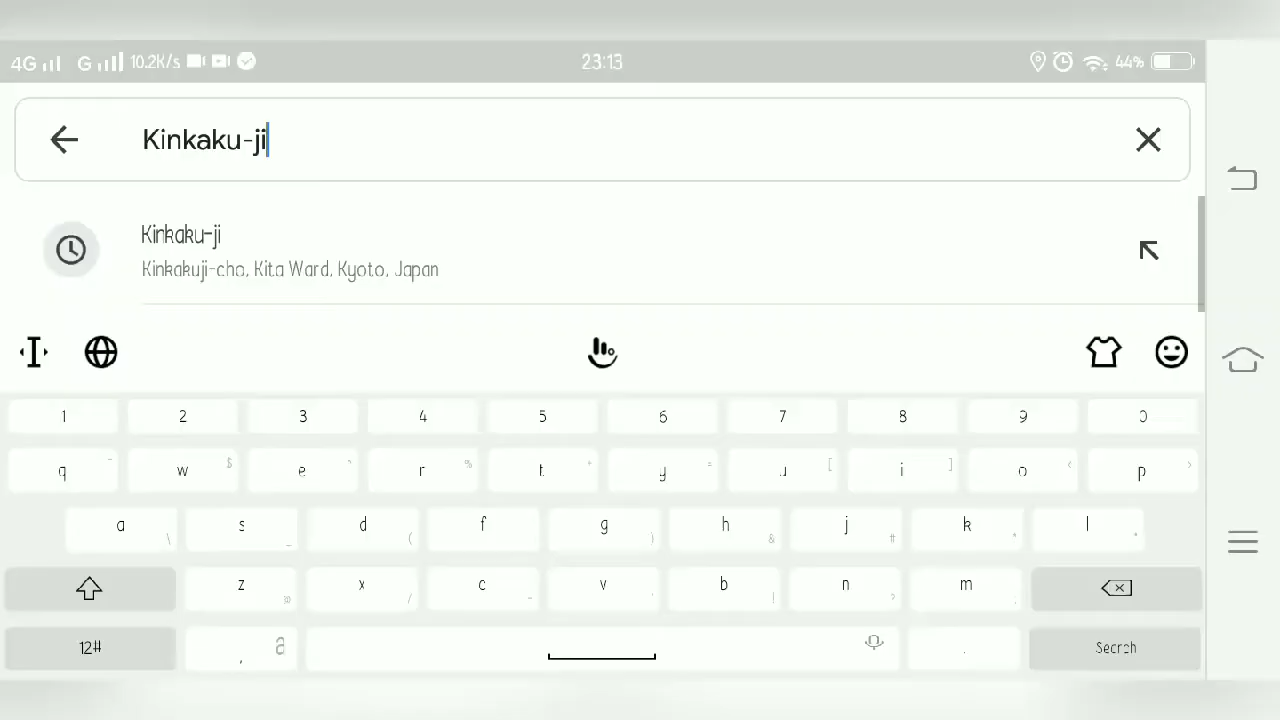 4G G 10.2K/s 23:13 44%
Kinkaku-ji
Kinkaku-ji
Kinkakuji-cho, Kita Ward, Kyoto, Japan
1 2 3 4 5 6 7 8 9 0
q w $ e r % t y u [ i ] o p
a \ s _ d ( f g ) h & j # k l
z x / c v b ! n m
12# , a . Search